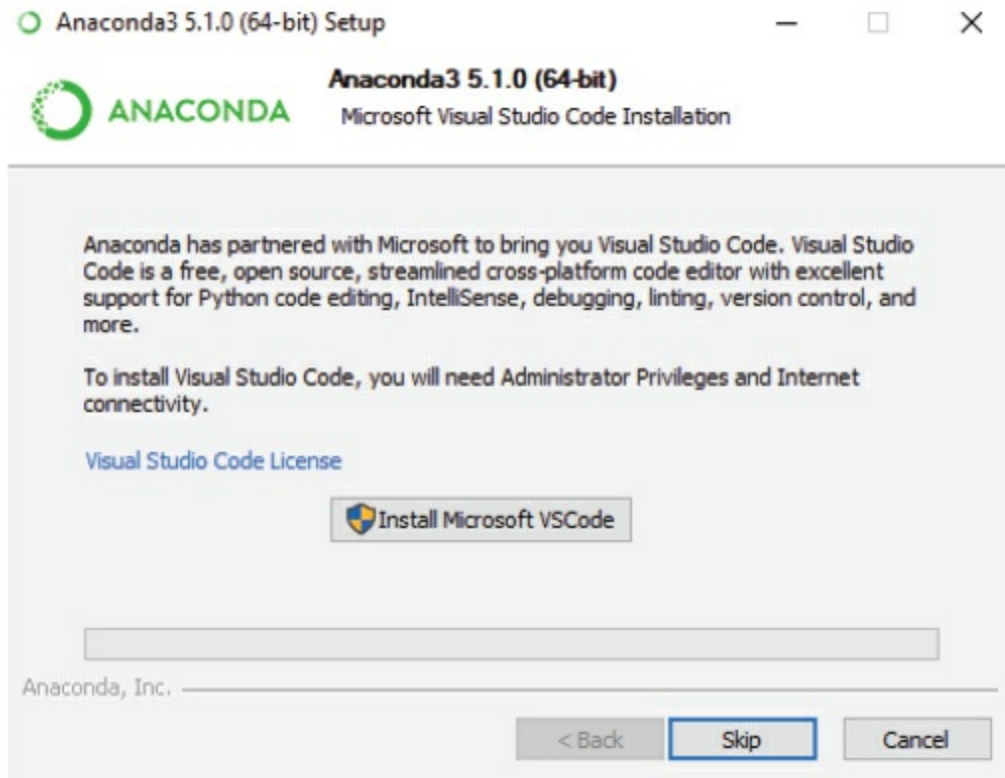 Anaconda3 5.1.0 (64-bit) Setup
ANACONDA
Anaconda3 5.1.0 (64-bit)
Microsoft Visual Studio Code Installation
Anaconda has partnered with Microsoft to bring you Visual Studio Code. Visual Studio
Code is a free, open source, streamlined cross-platform code editor with excellent
support for Python code editing, IntelliSense, debugging, linting, version control, and
more.
To install Visual Studio Code, you will need Administrator Privileges and Internet
connectivity.
Visual Studio Code License
Install Microsoft VSCode
Anaconda, Inc.
< Back
Skip
Cancel